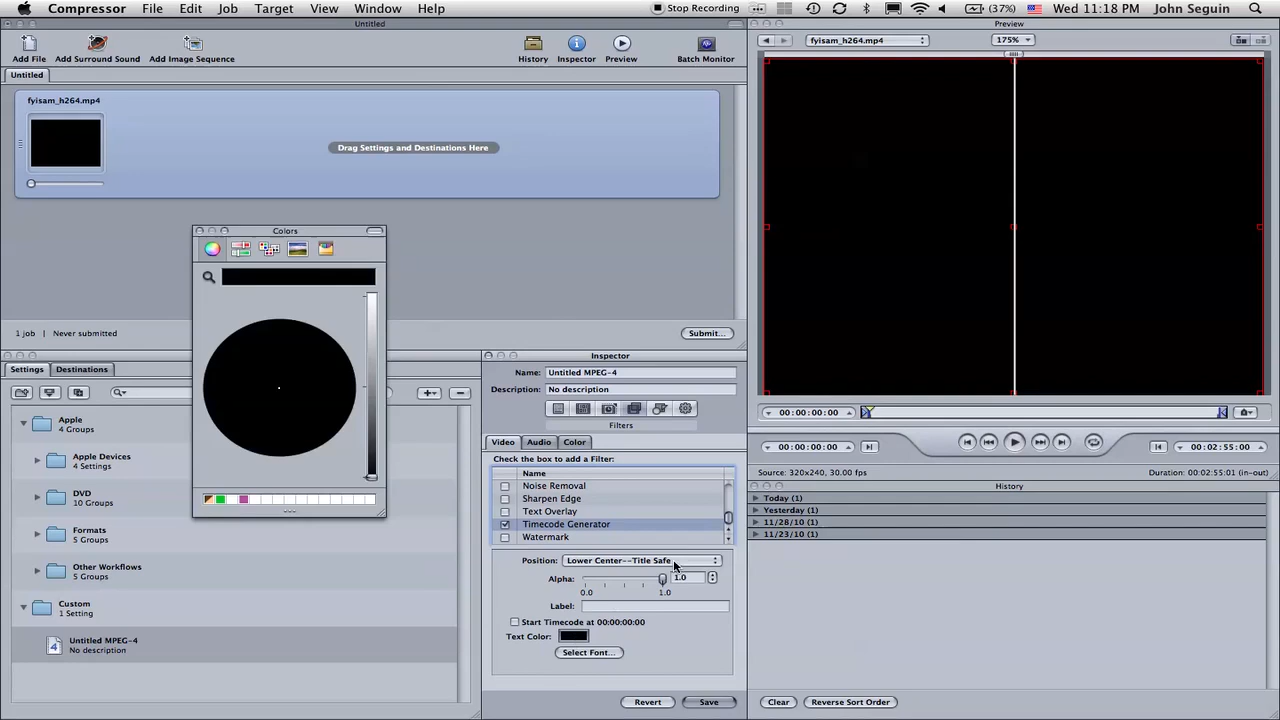 Compressor File Edit Job Target Window Help Stop Recording (37%) Wed 11:18 PM John Seguin
Untitled
Add File Add Surround Sound Add Image Sequence History Inspector Preview Batch Monitor
Untitled
fyisam_h264.mp4
Drag Settings and Destinations Here
1 job | Never submitted
Submit...
Colors
Settings Destinations
Apple
4 Groups
Apple Devices
4 Settings
DVD
10 Groups
Formats
5 Groups
Other Workflows
5 Groups
Custom
1 Setting
4
Untitled MPEG-4
No description
Inspector
Name: Untitled MPEG-4
Description: No description
Filters
Video Audio Color
Check the box to add a Filter:
Name
Noise Removal
Sharpen Edge
Text Overlay
Timecode Generator
Watermark
Position: Lower Center--Title Safe
Alpha: 1.0
0.0 1.0
Label:
Start Timecode at 00:00:00:00
Text Color:
Select Font...
Revert Save
Preview
fyisam_h264.mp4 175%
00:00:00:00
00:00:00:00 00:02:55:00
Source: 320x240, 30.00 fps Duration: 00:02:55:01 (in-out)
History
Today (1)
Yesterday (1)
11/28/10 (1)
11/23/10 (1)
Clear Reverse Sort Order